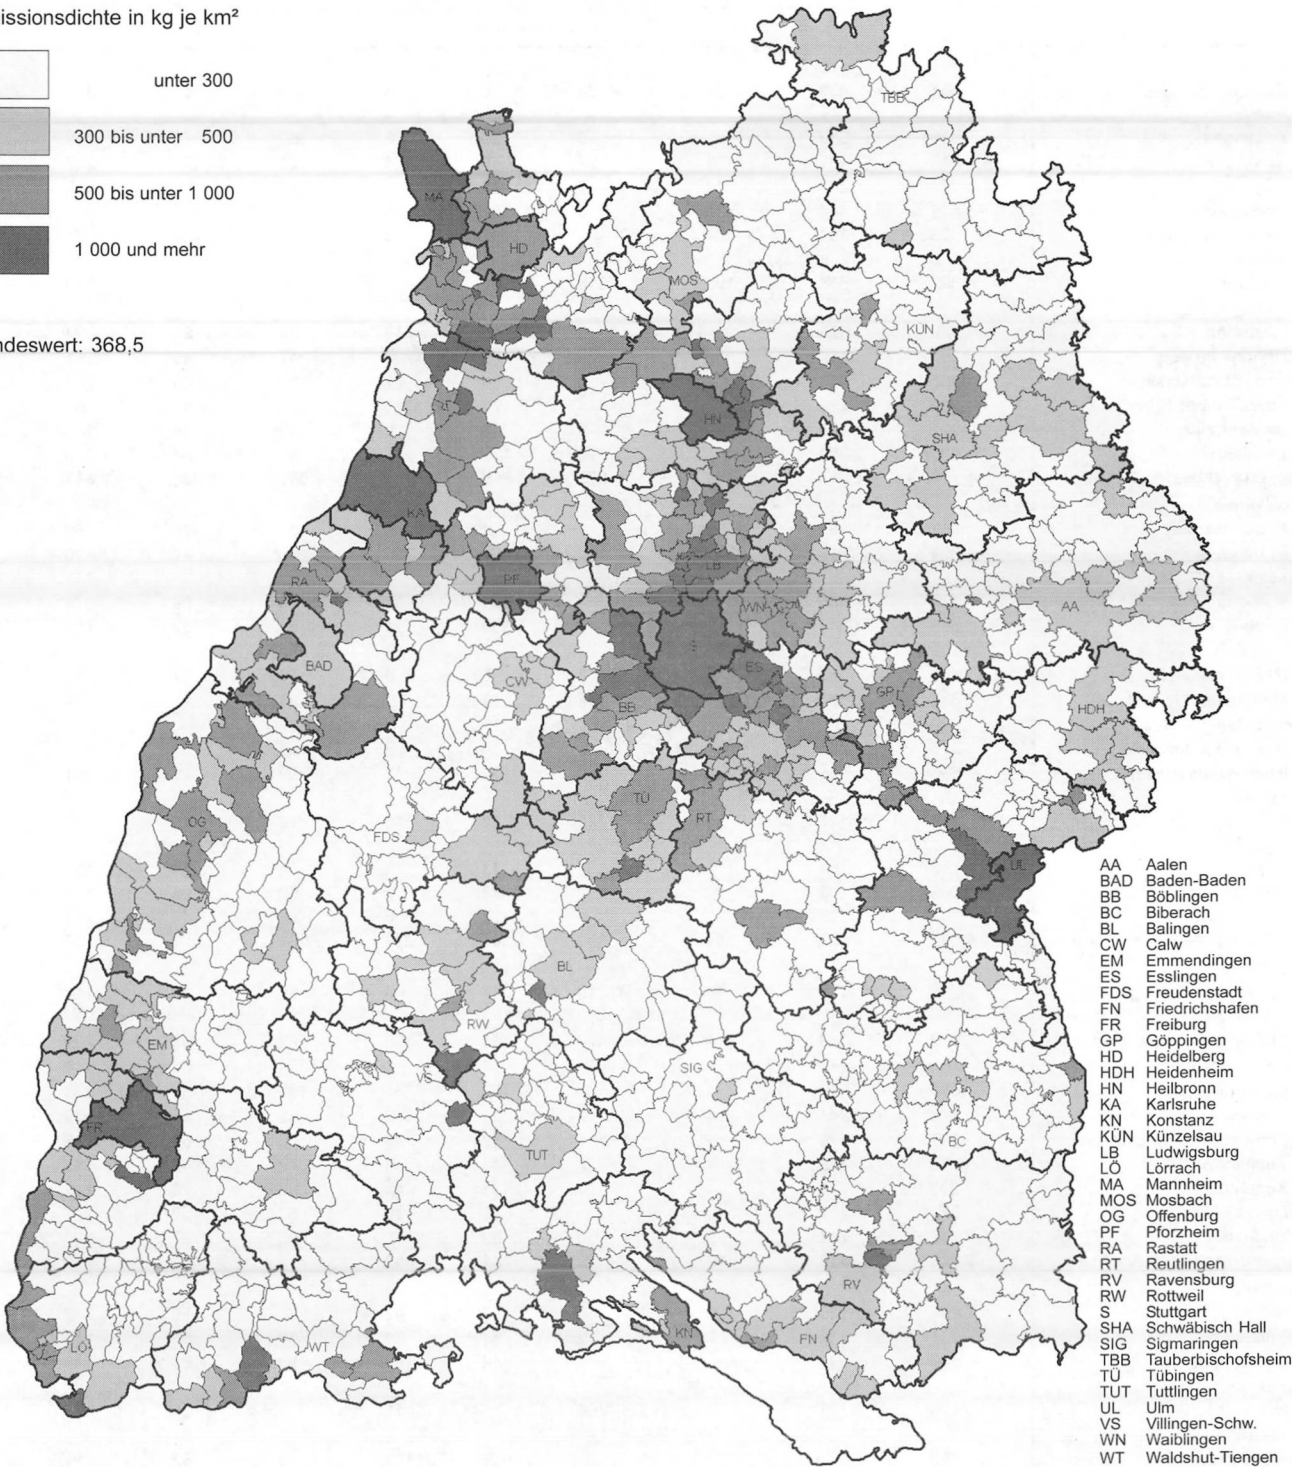 issionsdichte in kg je km²
unter 300
300 bis unter 500
500 bis unter 1 000
1 000 und mehr
ndeswert: 368,5
TBB
MA
HD
MOS
KÜN
HN
SHA
KA
PF
LB
RA
WN
AA
S
ES
BAD
CW
BB
GP
HDH
TÜ
RT
OG
FDS
UL
BL
RW
EM
VS
SIG
FR
BC
TUT
RV
KN
FN
LÖ
WT
AA Aalen
BAD Baden-Baden
BB Böblingen
BC Biberach
BL Balingen
CW Calw
EM Emmendingen
ES Esslingen
FDS Freudenstadt
FN Friedrichshafen
FR Freiburg
GP Göppingen
HD Heidelberg
HDH Heidenheim
HN Heilbronn
KA Karlsruhe
KN Konstanz
KÜN Künzelsau
LB Ludwigsburg
LÖ Lörrach
MA Mannheim
MOS Mosbach
OG Offenburg
PF Pforzheim
RA Rastatt
RT Reutlingen
RV Ravensburg
RW Rottweil
S Stuttgart
SHA Schwäbisch Hall
SIG Sigmaringen
TBB Tauberbischofsheim
TÜ Tübingen
TUT Tuttlingen
UL Ulm
VS Villingen-Schw.
WN Waiblingen
WT Waldshut-Tiengen